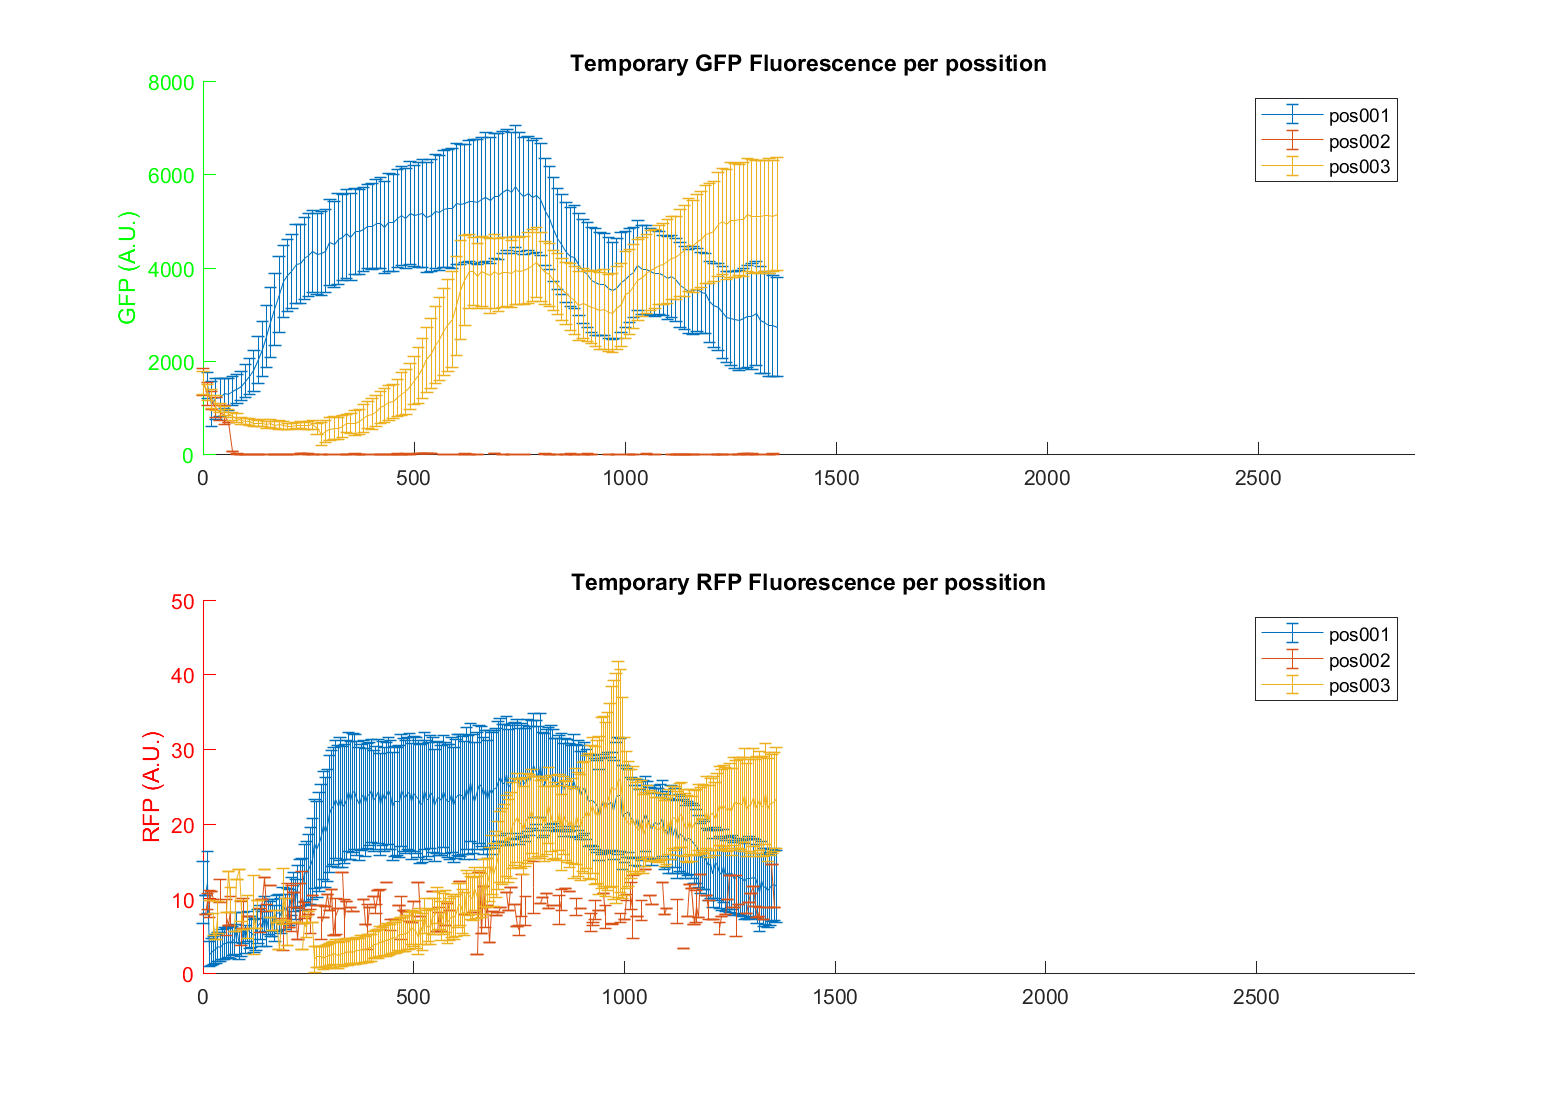 Temporary GFP Fluorescence per possition
8000
6000
4000
2000
0
GFP (A.U.)
0 500 1000 1500 2000 2500
pos001
pos002
pos003
Temporary RFP Fluorescence per possition
50
40
30
20
10
0
RFP (A.U.)
0 500 1000 1500 2000 2500
pos001
pos002
pos003